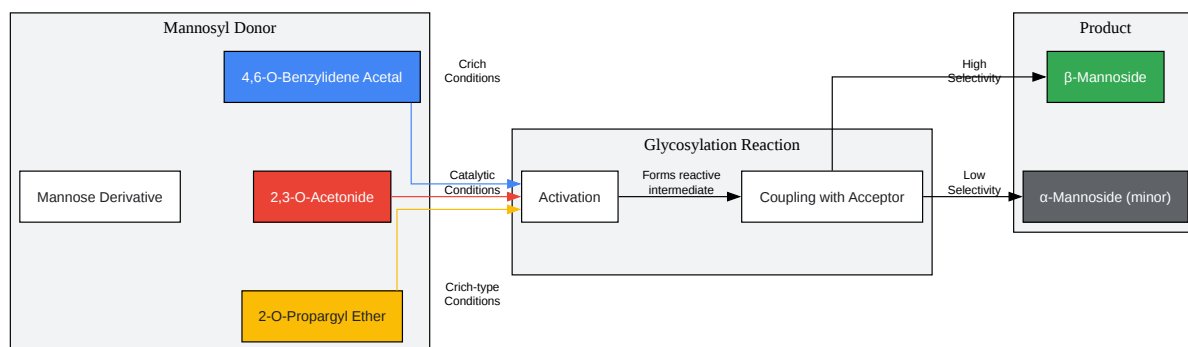 Mannosyl Donor
4,6-O-Benzylidene Acetal
Mannose Derivative
2,3-O-Acetonide
2-O-Propargyl Ether
Crich
Conditions
Catalytic
Conditions
Crich-type
Conditions
Glycosylation Reaction
Activation
Forms reactive
intermediate
Coupling with Acceptor
High
Selectivity
Low
Selectivity
Product
β-Mannoside
α-Mannoside (minor)